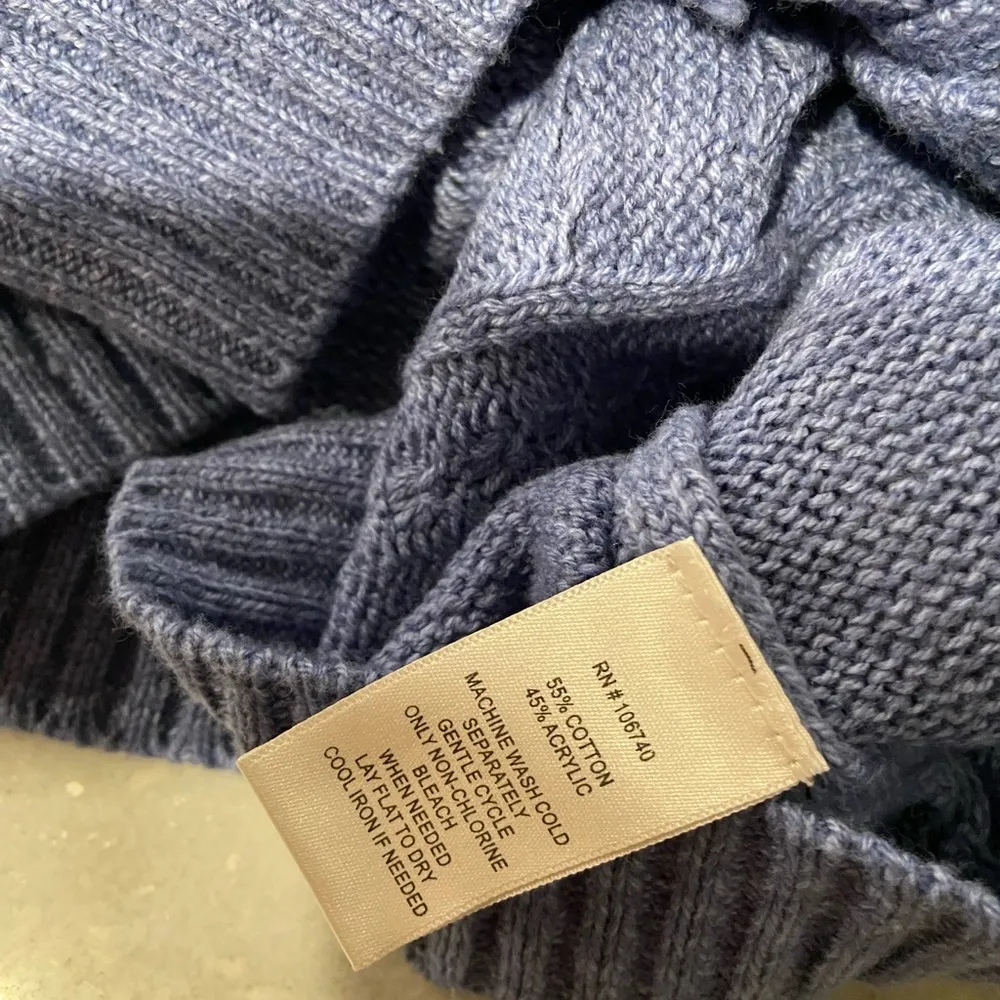 RN # 106740
55% COTTON
45% ACRYLIC
MACHINE WASH COLD
SEPARATELY
GENTLE CYCLE
ONLY NON-CHLORINE
BLEACH
WHEN NEEDED
LAY FLAT TO DRY
COOL IRON IF NEEDED